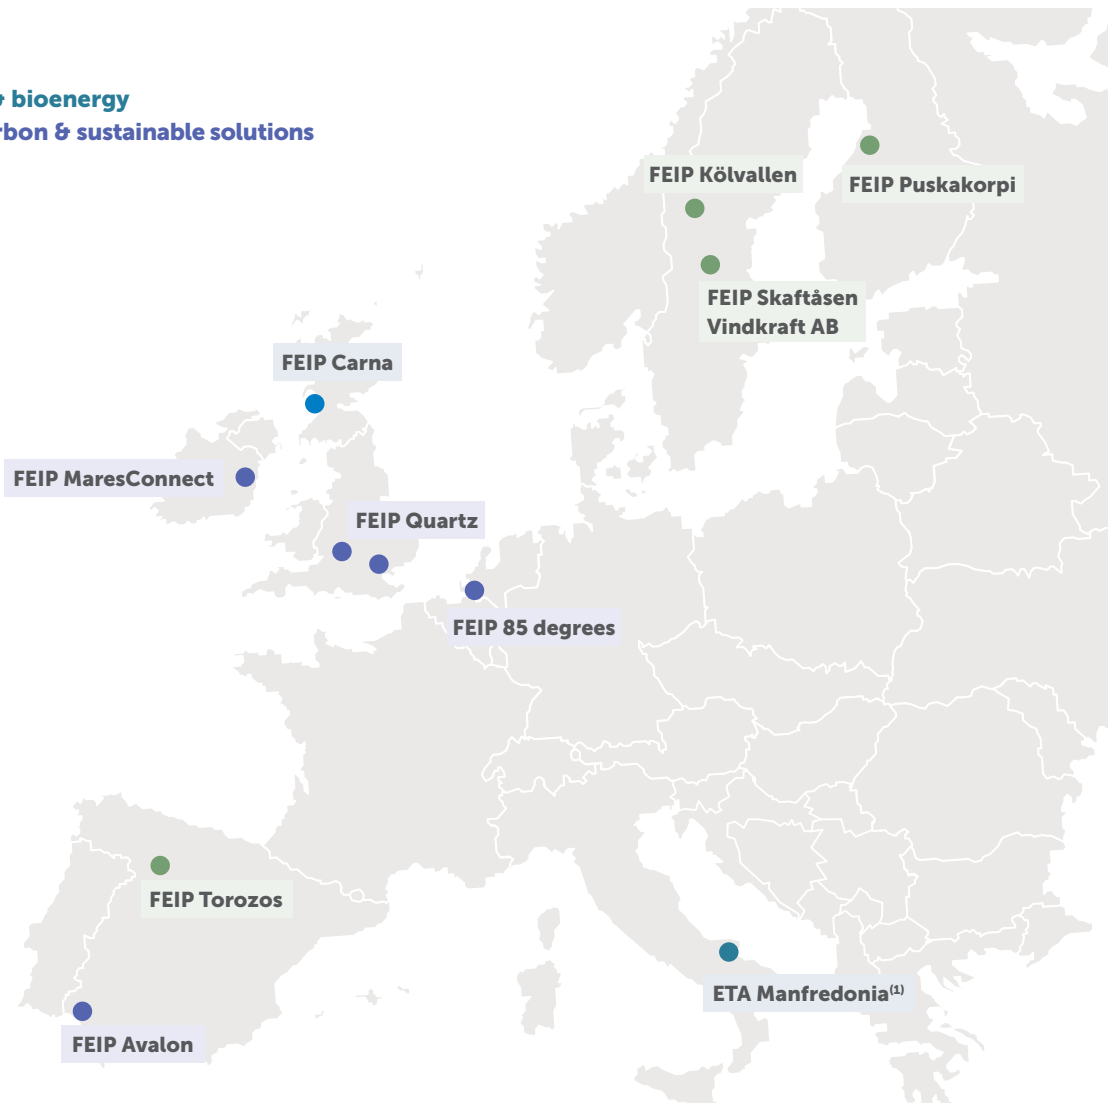 & bioenergy
rbon & sustainable solutions
FEIP Kölvallen
FEIP Puskakorpi
FEIP Skaftåsen
Vindkraft AB
FEIP Carna
FEIP MaresConnect
FEIP Quartz
FEIP 85 degrees
FEIP Torozos
ETA Manfredonia(1)
FEIP Avalon